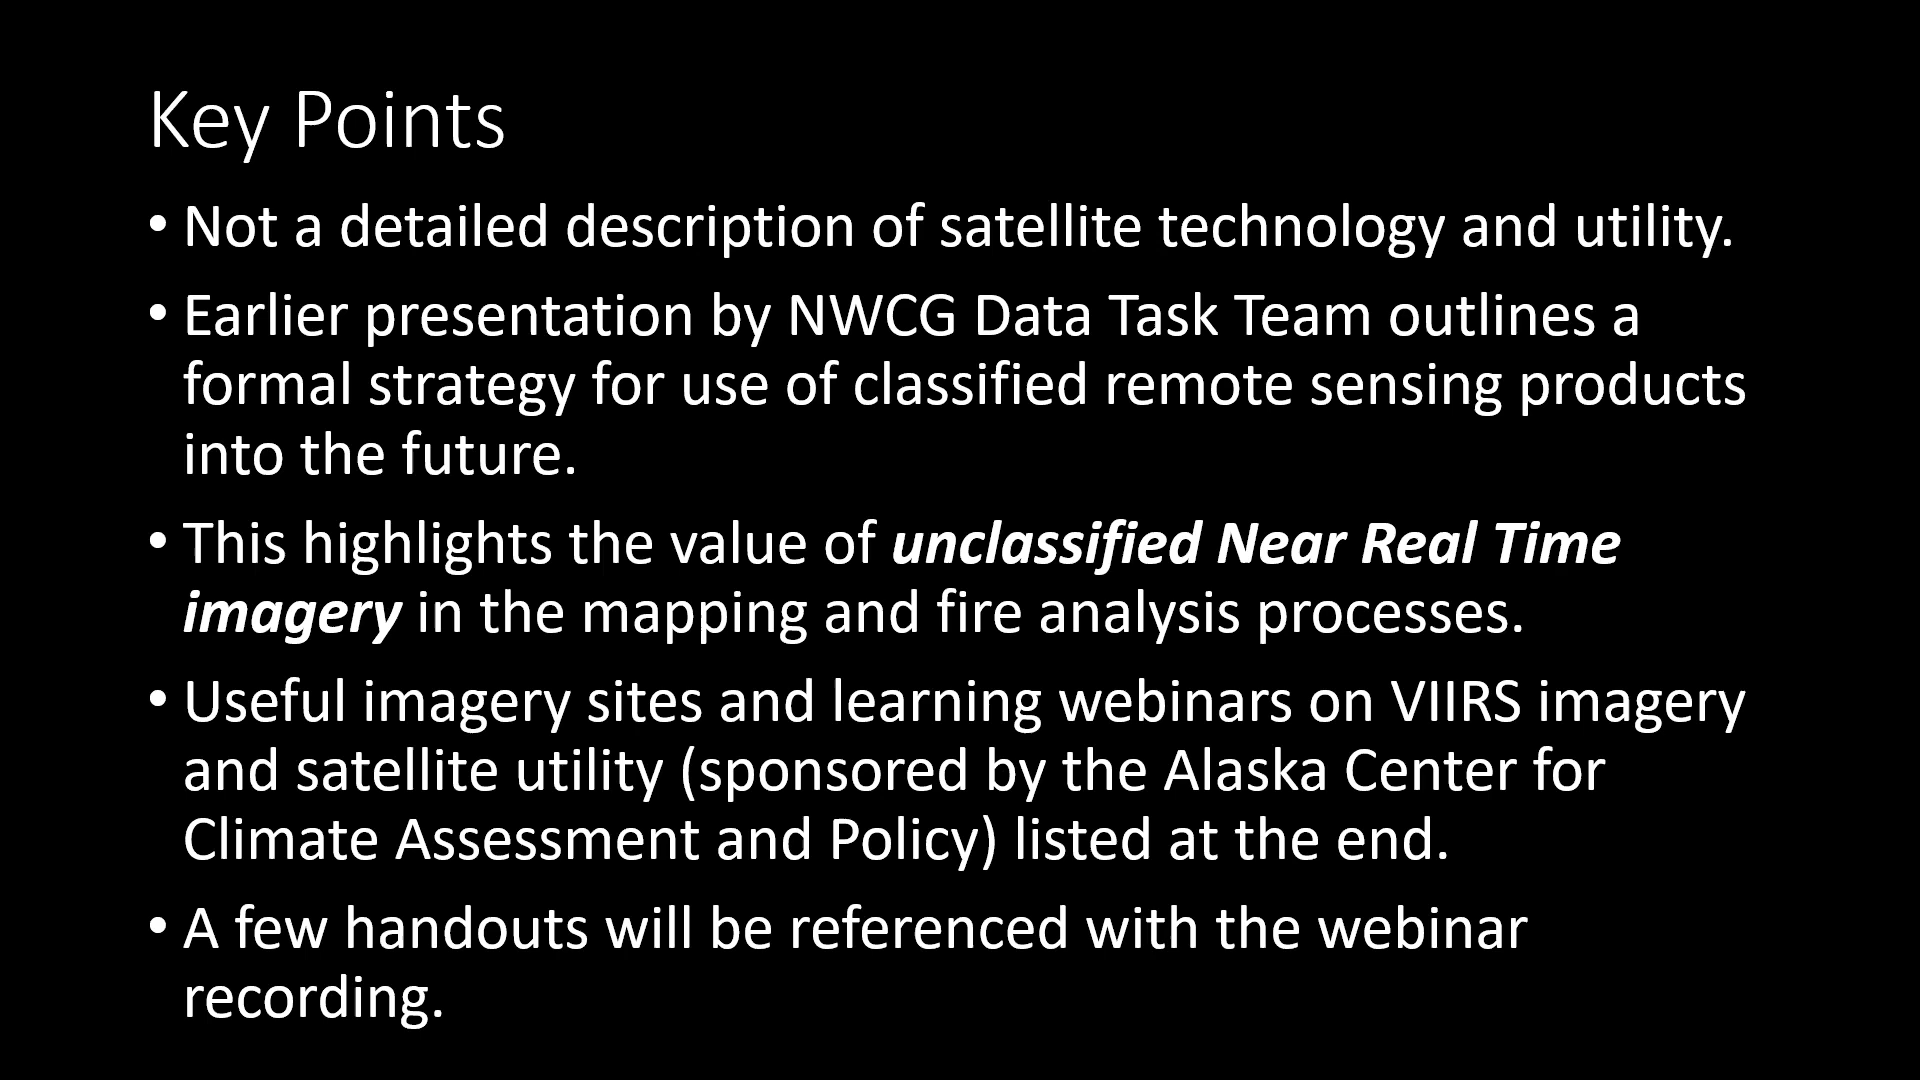 Key Points
• Not a detailed description of satellite technology and utility.
• Earlier presentation by NWCG Data Task Team outlines a
formal strategy for use of classified remote sensing products
into the future.
• This highlights the value of unclassified Near Real Time
imagery in the mapping and fire analysis processes.
• Useful imagery sites and learning webinars on VIIRS imagery
and satellite utility (sponsored by the Alaska Center for
Climate Assessment and Policy) listed at the end.
• A few handouts will be referenced with the webinar
recording.